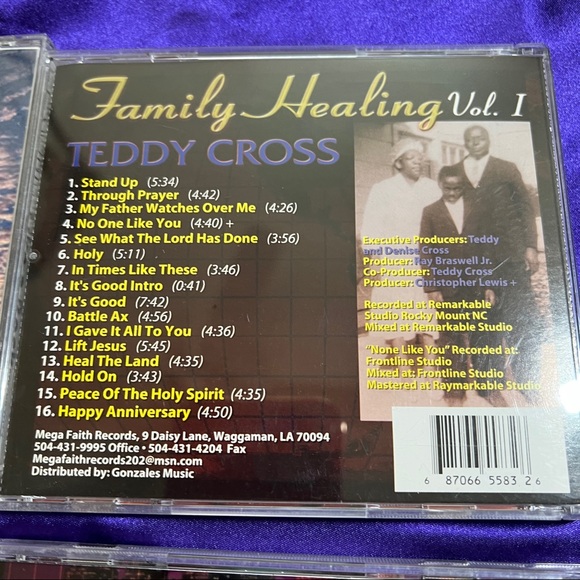 Family Healing Vol. I
TEDDY CROSS
1. Stand Up (5:34)
2. Through Prayer (4:42)
3. My Father Watches Over Me (4:26)
4. No One Like You (4:40) +
5. See What The Lord Has Done (3:56)
6. Holy (5:11)
7. In Times Like These (3:46)
8. It's Good Intro (0:41)
9. It's Good (7:42)
10. Battle Ax (4:56)
11. I Gave It All To You (4:36)
12. Lift Jesus (5:45)
13. Heal The Land (4:35)
14. Hold On (3:43)
15. Peace Of The Holy Spirit (4:35)
16. Happy Anniversary (4:50)
Executive Producers: Teddy
and Denise Cross
Producer: Ray Braswell Jr.
Co-Producer: Teddy Cross
Producer: Christopher Lewis +
Recorded at Remarkable
Studio Rocky Mount NC
Mixed at Remarkable Studio
"None Like You" Recorded at:
Frontline Studio
Mixed at: Frontline Studio
Mastered at Raymarkable Studio
Mega Faith Records, 9 Daisy Lane, Waggaman, LA 70094
504-431-9995 Office • 504-431-4204 Fax
Megafaithrecords202@msn.com
Distributed by: Gonzales Music
6 87066 55832 6